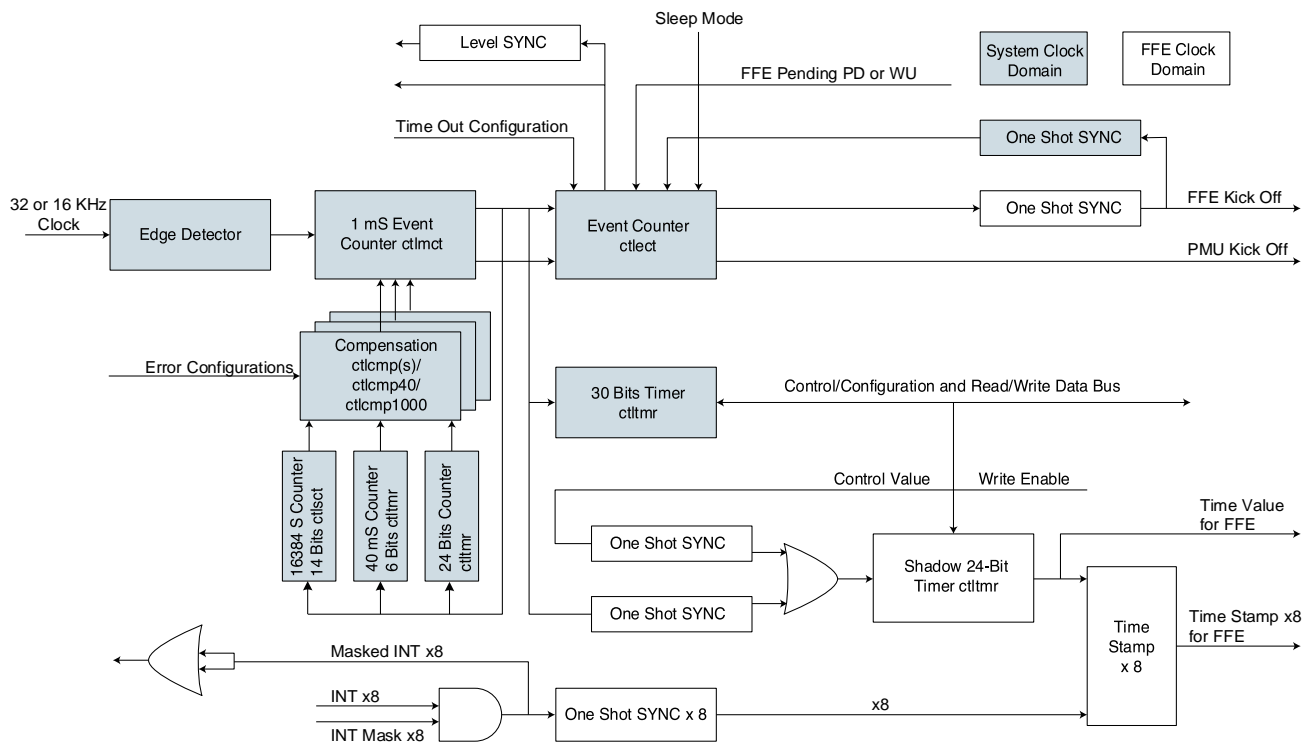 Sleep Mode
Level SYNC
System Clock
Domain
FFE Clock
Domain
FFE Pending PD or WU
Time Out Configuration
One Shot SYNC
32 or 16 KHz
Clock
Edge Detector
1 mS Event
Counter ctlmct
Event Counter
ctlect
One Shot SYNC
FFE Kick Off
PMU Kick Off
Error Configurations
Compensation
ctlcmp(s)/
ctlcmp40/
ctlcmp1000
30 Bits Timer
ctltmr
Control/Configuration and Read/Write Data Bus
16384 S Counter
14 Bits ctlsct
40 mS Counter
6 Bits ctltmr
24 Bits Counter
ctltmr
Control Value
Write Enable
One Shot SYNC
One Shot SYNC
Shadow 24-Bit
Timer ctltmr
Time Value
for FFE
Time
Stamp
x 8
Time Stamp x8
for FFE
Masked INT x8
INT x8
INT Mask x8
One Shot SYNC x 8
x8